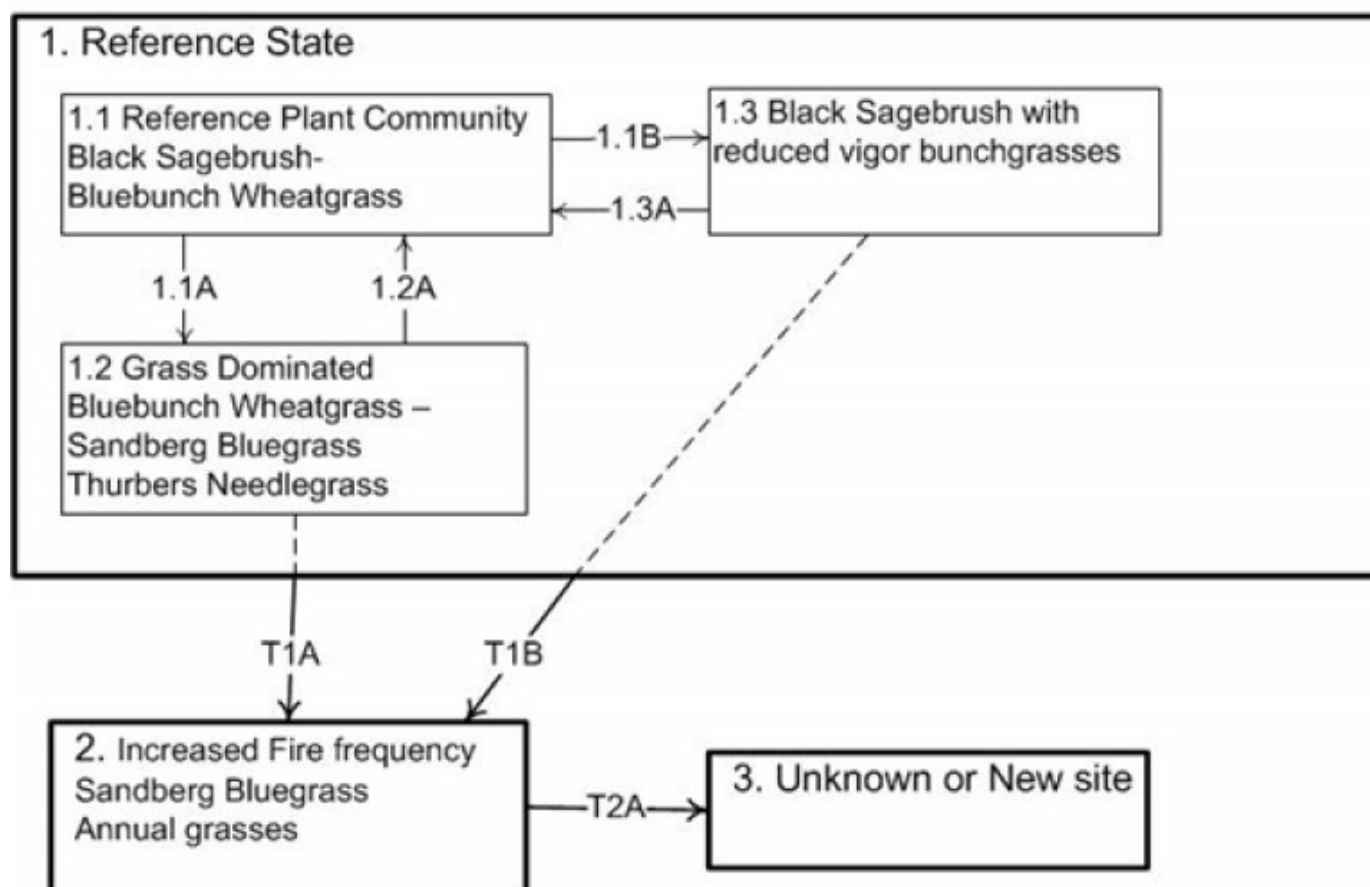 1. Reference State
1.1 Reference Plant Community
Black Sagebrush-
Bluebunch Wheatgrass
1.1B
1.3A
1.3 Black Sagebrush with
reduced vigor bunchgrasses
1.1A
1.2A
1.2 Grass Dominated
Bluebunch Wheatgrass –
Sandberg Bluegrass
Thurbers Needlegrass
T1A
T1B
2. Increased Fire frequency
Sandberg Bluegrass
Annual grasses
T2A
3. Unknown or New site